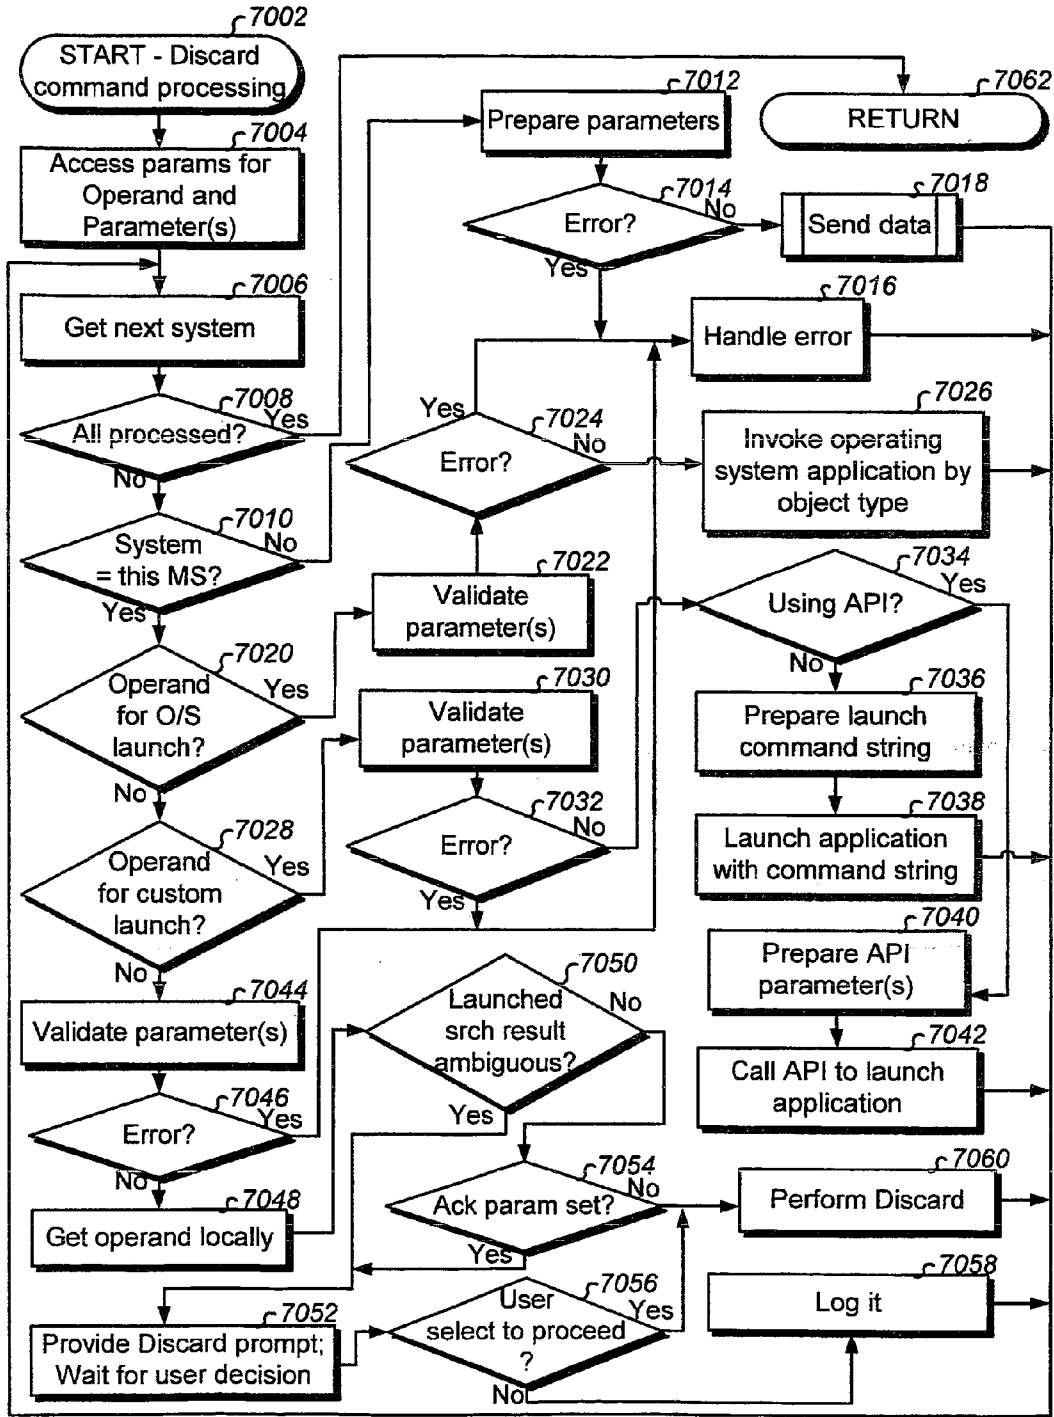 7002
START - Discard
command processing
7004
Access params for
Operand and
Parameter(s)
7006
Get next system
7008
All processed?
Yes
No
7010
System
= this MS?
No
Yes
7020
Operand
for O/S
launch?
Yes
No
7028
Operand
for custom
launch?
Yes
No
7044
Validate parameter(s)
7046
Error?
Yes
No
7048
Get operand locally
7052
Provide Discard prompt;
Wait for user decision
7012
Prepare parameters
7014
Error?
No
Yes
7018
Send data
7016
Handle error
7062
RETURN
7024
Error?
Yes
No
7022
Validate
parameter(s)
7026
Invoke operating
system application by
object type
7030
Validate
parameter(s)
7032
Error?
No
Yes
7034
Using API?
Yes
No
7036
Prepare launch
command string
7038
Launch application
with command string
7040
Prepare API
parameter(s)
7042
Call API to launch
application
7050
Launched
srch result
ambiguous?
No
Yes
7054
Ack param set?
No
Yes
7056
User
select to proceed
?
Yes
No
7060
Perform Discard
7058
Log it